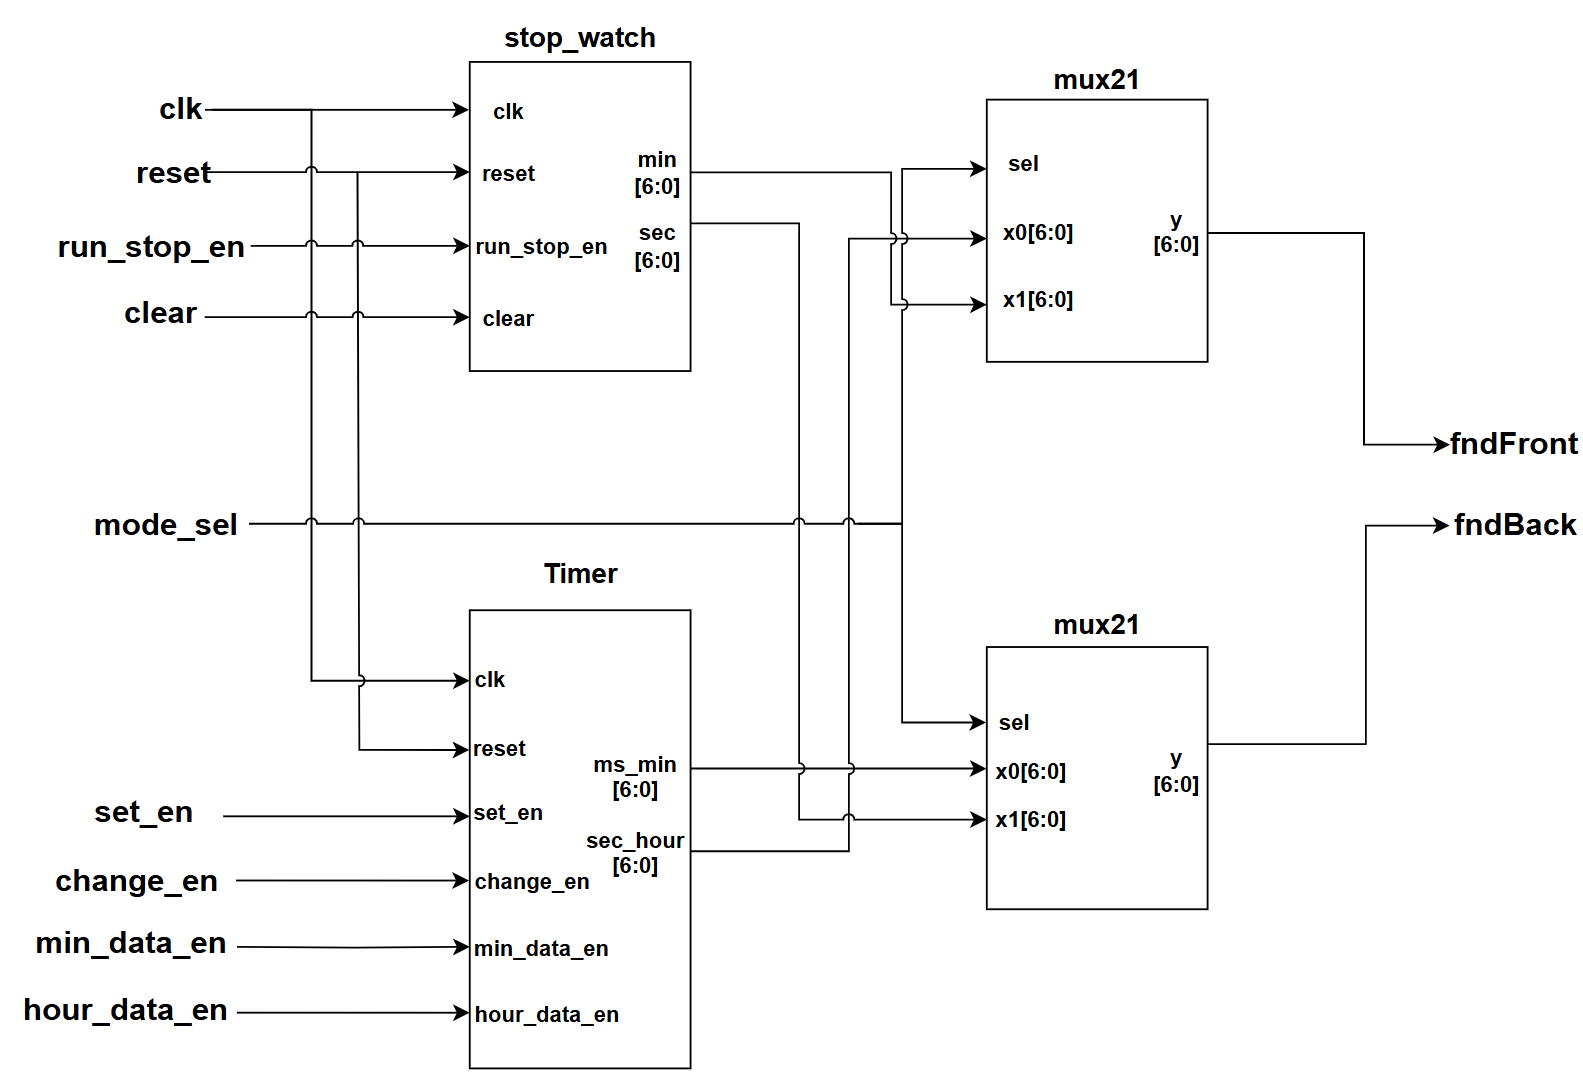 stop_watch
clk
reset
run_stop_en
clear
clk
reset
run_stop_en
clear
min
[6:0]
sec
[6:0]
mux21
sel
x0[6:0]
x1[6:0]
y
[6:0]
fndFront
fndBack
mode_sel
Timer
set_en
change_en
min_data_en
hour_data_en
clk
reset
set_en
change_en
min_data_en
hour_data_en
ms_min
[6:0]
sec_hour
[6:0]
mux21
sel
x0[6:0]
x1[6:0]
y
[6:0]